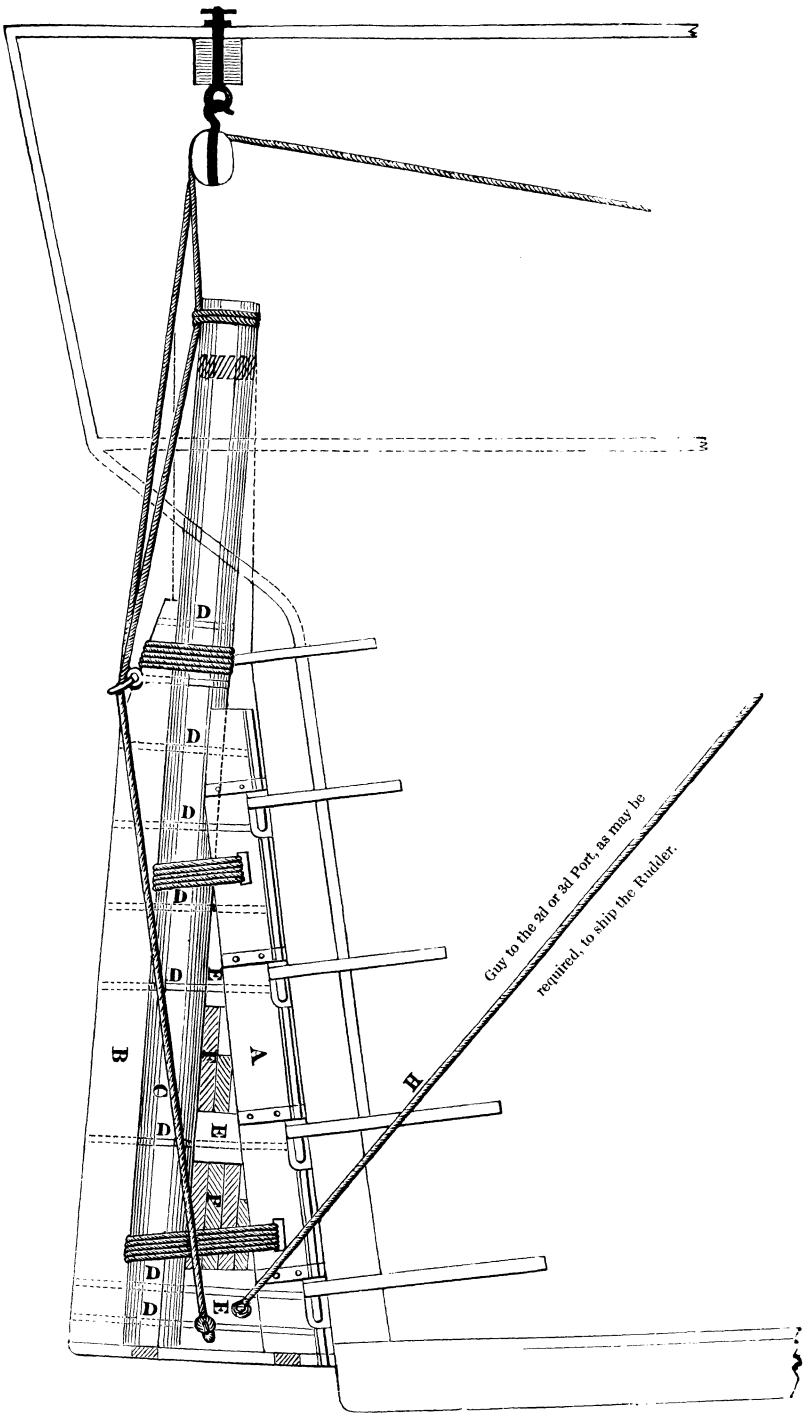 D
D
D
Guy to the 2d or 3d Port, as may be
required, to ship the Rudder.
D
D
E
B
F
A
C
H
D
E
F
D
D
E